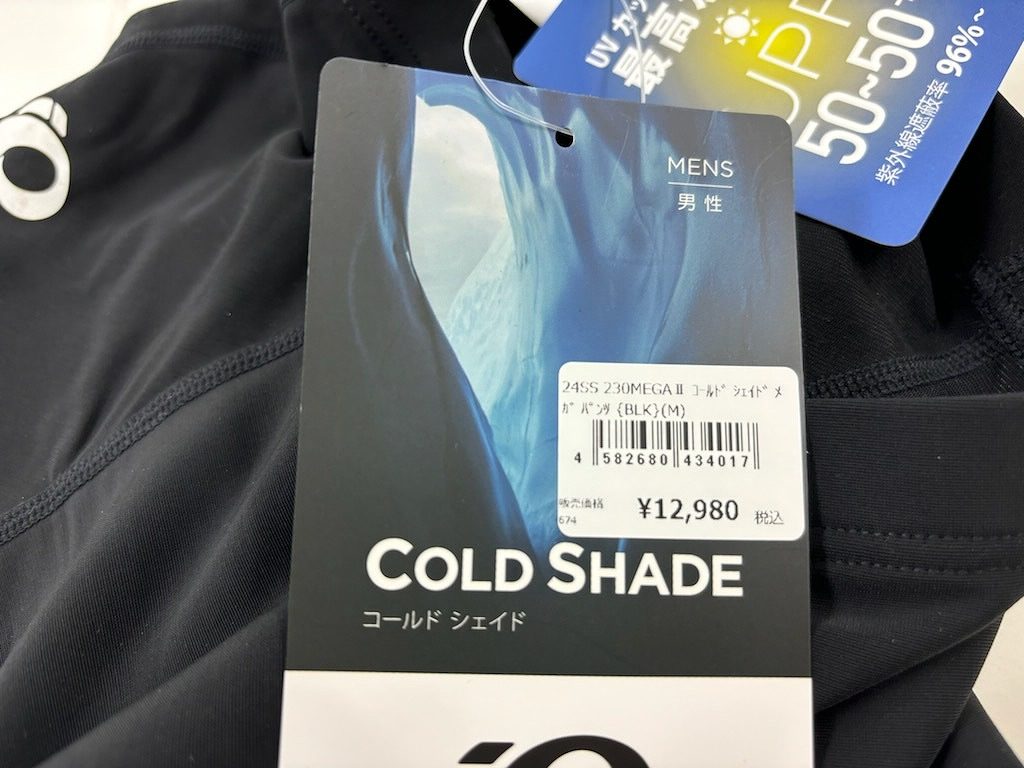 UV カッ
最高
UPF
50~50+
紫外線遮蔽率 96%~
MENS
男性
24SS 230MEGAⅡ ｺｰﾙﾄﾞ ｼｪｲﾄﾞ ﾒ
ｶﾞ ﾊﾟﾝﾂ {BLK}(M)
4 582680 434017
販売価格
674
¥12,980 税込
COLD SHADE
コールド シェイド